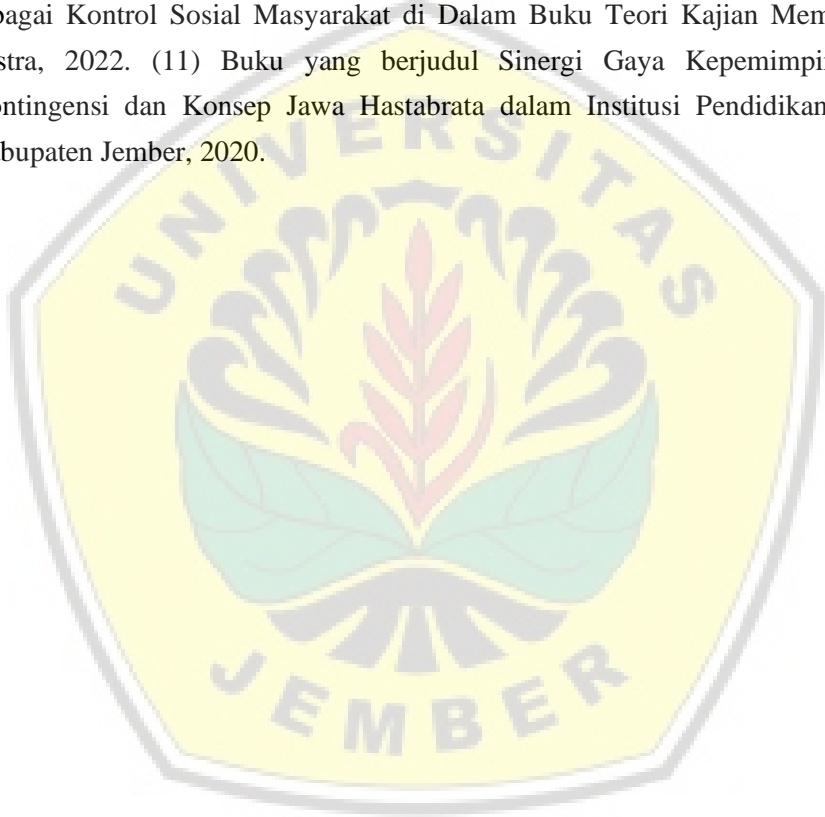 bagai Kontrol Sosial Masyarakat di Dalam Buku Teori Kajian Mem
stra, 2022. (11) Buku yang berjudul Sinergi Gaya Kepemimpi
ontingensi dan Konsep Jawa Hastabrata dalam Institusi Pendidikan
abupaten Jember, 2020.
UNIVERSITAS
JEMBER